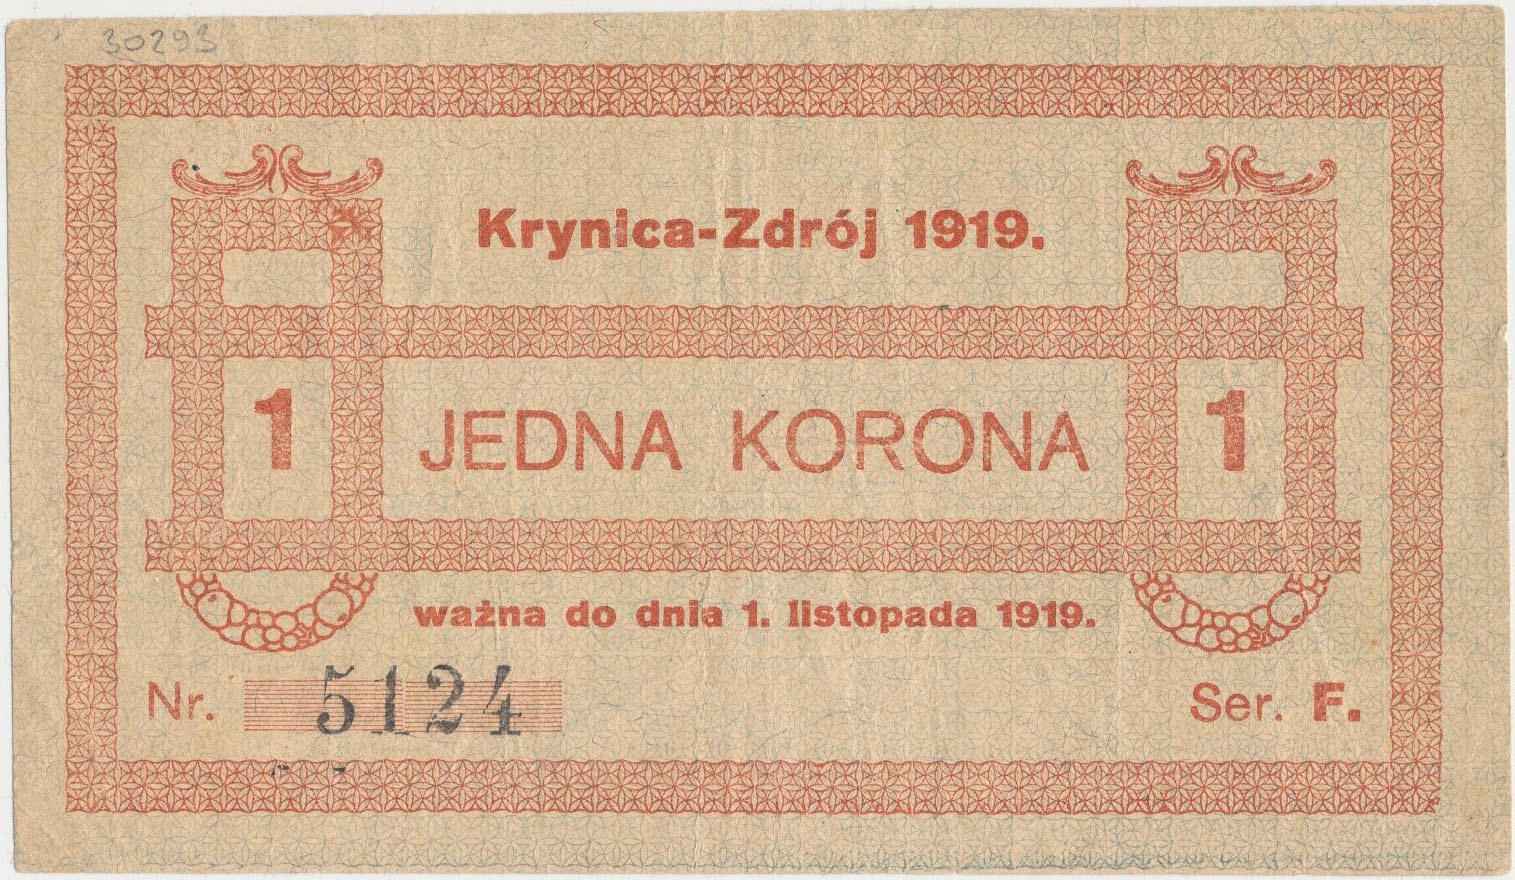 30293
Krynica-Zdrój 1919.
1 JEDNA KORONA 1
ważna do dnia 1. listopada 1919.
Nr. 5124 Ser. F.